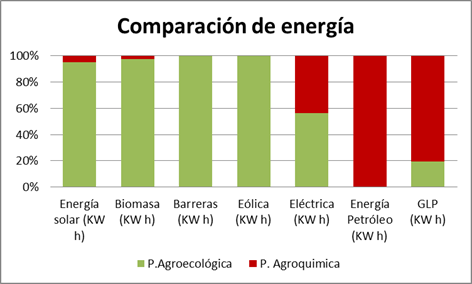 Comparación de energía
100%
80%
60%
40%
20%
0%
Energía solar (KW h)
Biomasa (KW h)
Barreras (KW h)
Eólica (KW h)
Eléctrica (KW h)
Energía Petróleo (KW h)
GLP (KW h)
P.Agroecológica
P. Agroquimica